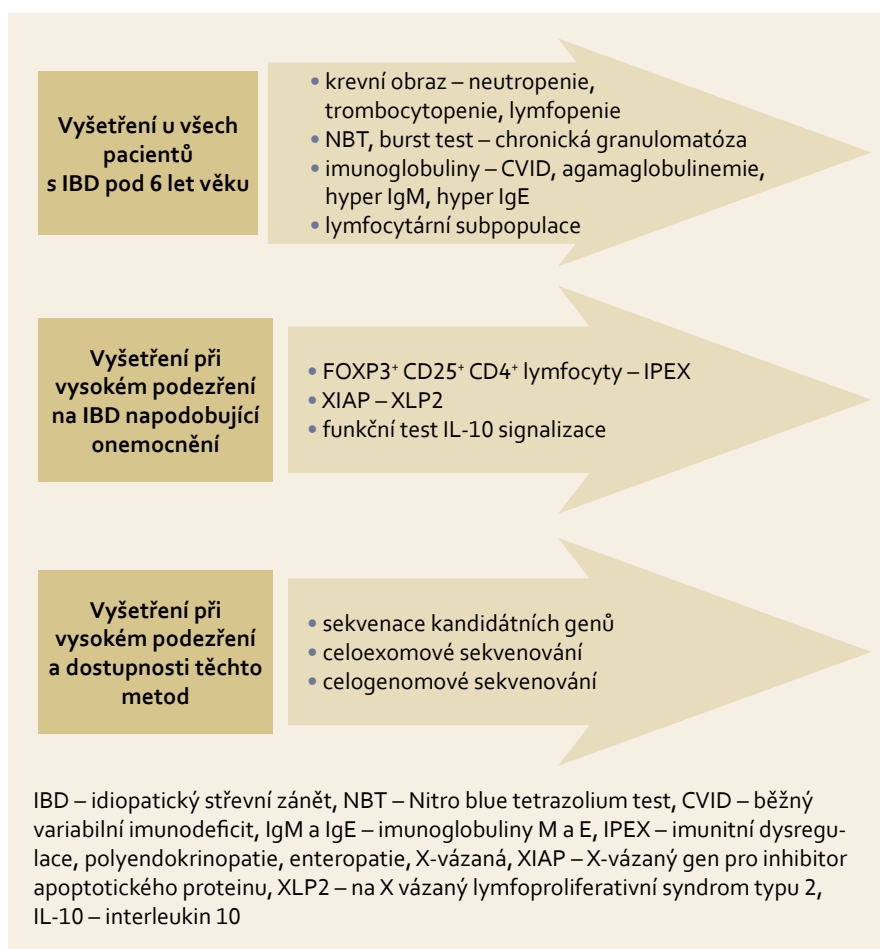 Vyšetření u všech
pacientů
s IBD pod 6 let věku
• krevní obraz – neutropenie,
trombocytopenie, lymfopenie
• NBT, burst test – chronická granulomatóza
• imunoglobuliny – CVID, agamaglobulinemie,
hyper IgM, hyper IgE
• lymfocytární subpopulace
Vyšetření při
vysokém podezření
na IBD napodobující
onemocnění
• FOXP3⁺ CD25⁺ CD4⁺ lymfocyty – IPEX
• XIAP – XLP2
• funkční test IL-10 signalizace
Vyšetření při
vysokém podezření
a dostupnosti těchto
metod
• sekvenace kandidátních genů
• celoexomové sekvenování
• celogenomové sekvenování
IBD – idiopatický střevní zánět, NBT – Nitro blue tetrazolium test, CVID – běžný
variabilní imunodeficit, IgM a IgE – imunoglobuliny M a E, IPEX – imunitní dysregu-
lace, polyendokrinopatie, enteropatie, X-vázaná, XIAP – X-vázaný gen pro inhibitor
apoptotického proteinu, XLP2 – na X vázaný lymfoproliferativní syndrom typu 2,
IL-10 – interleukin 10